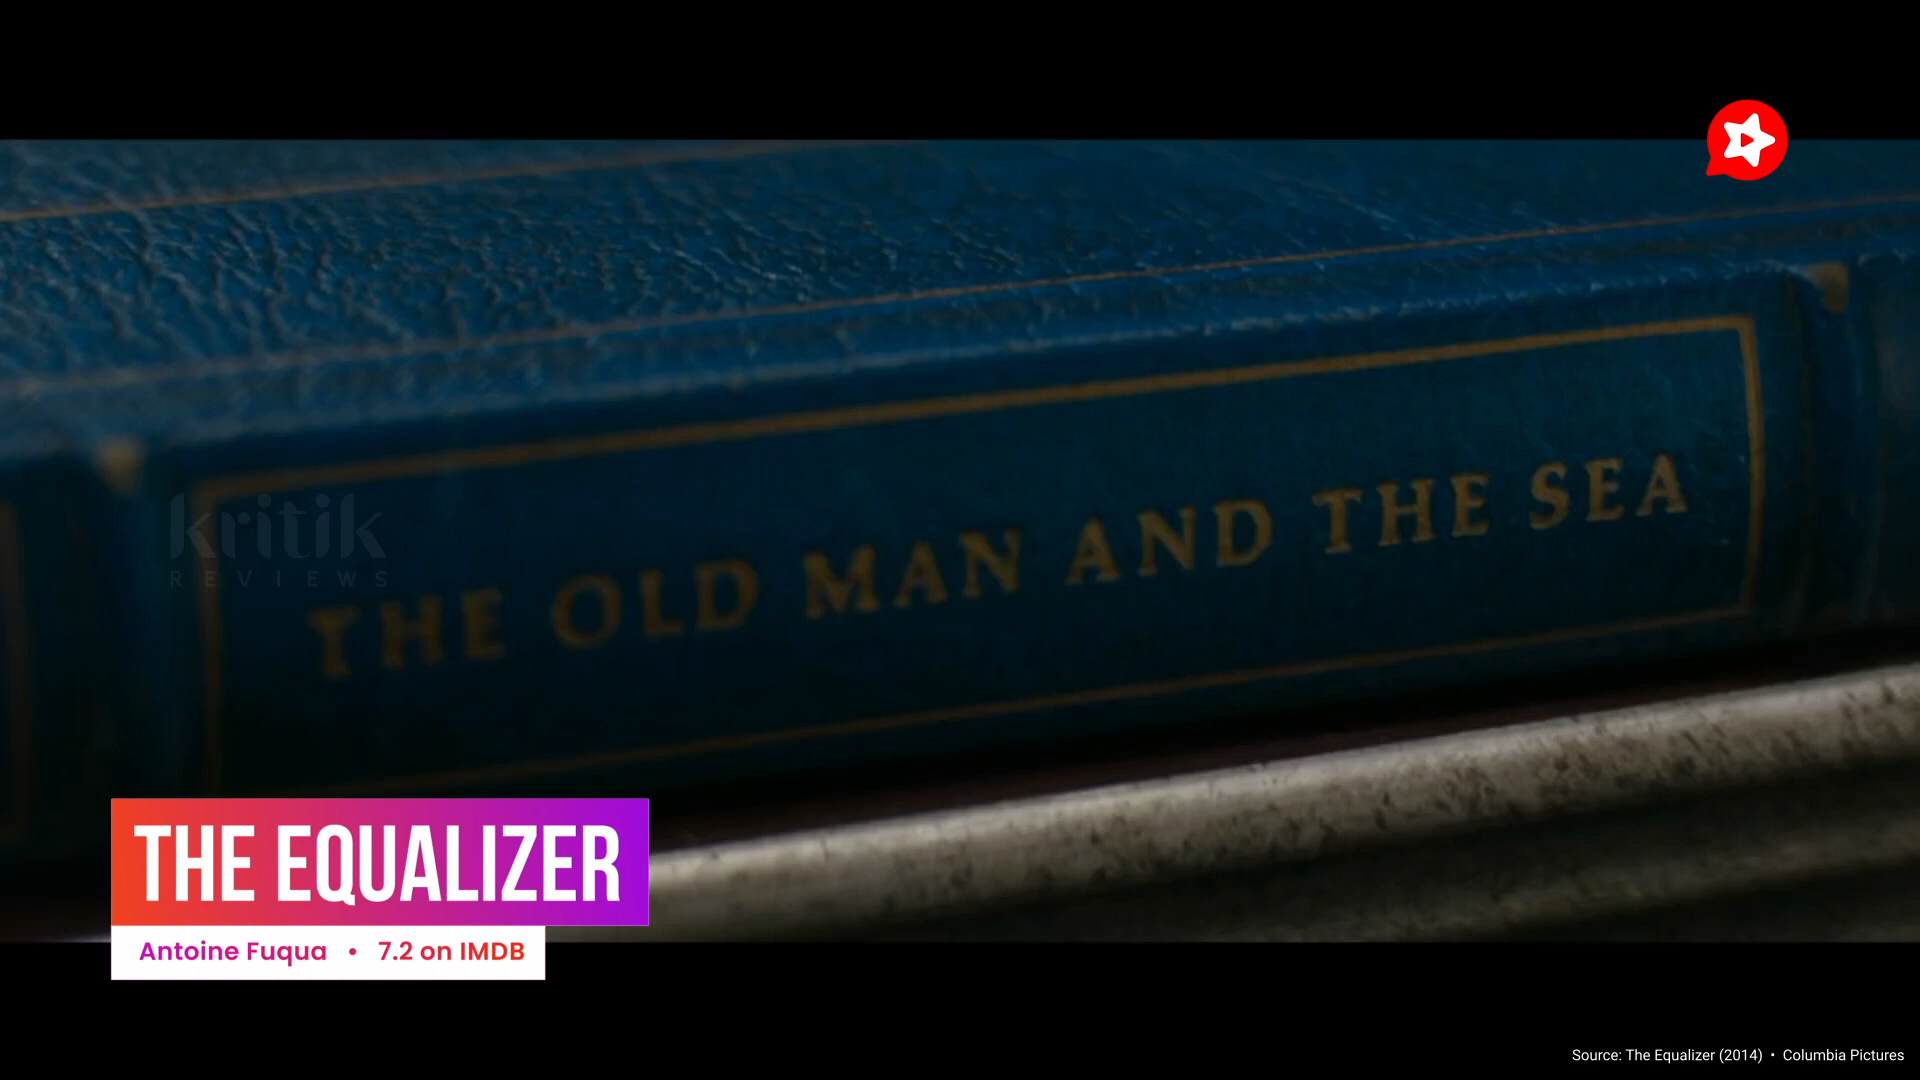 THE OLD MAN AND THE SEA
kritik
REVIEWS
THE EQUALIZER
Antoine Fuqua • 7.2 on IMDB
Source: The Equalizer (2014) • Columbia Pictures